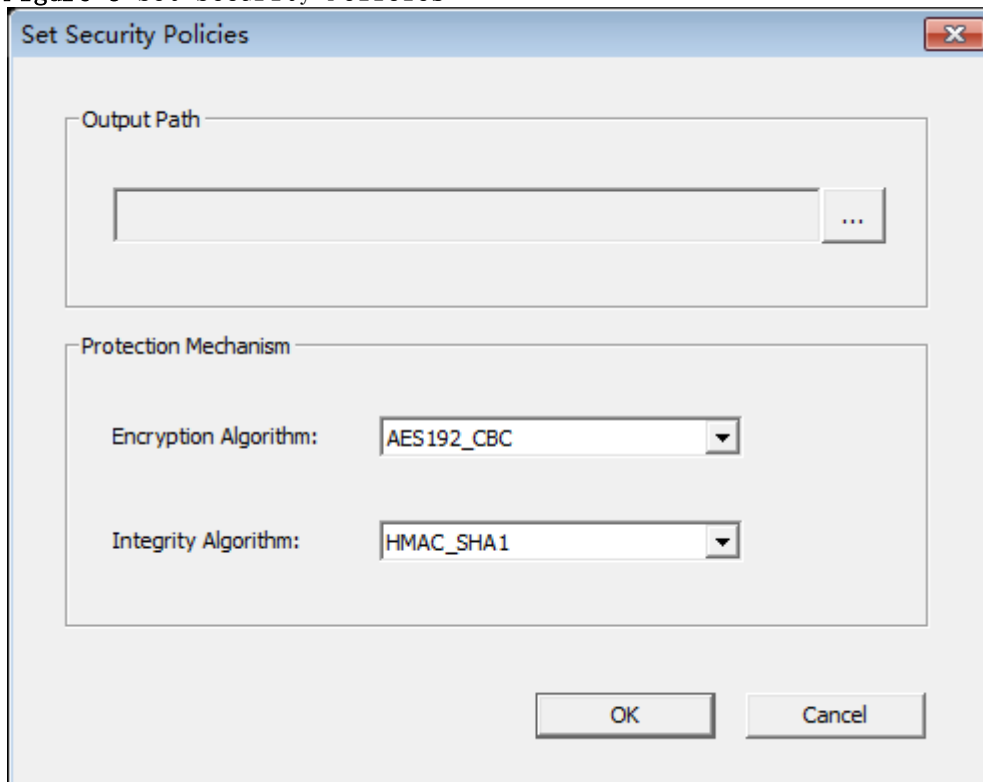 Set Security Policies
Output Path
...
Protection Mechanism
Encryption Algorithm: AES192_CBC
Integrity Algorithm: HMAC_SHA1
OK Cancel